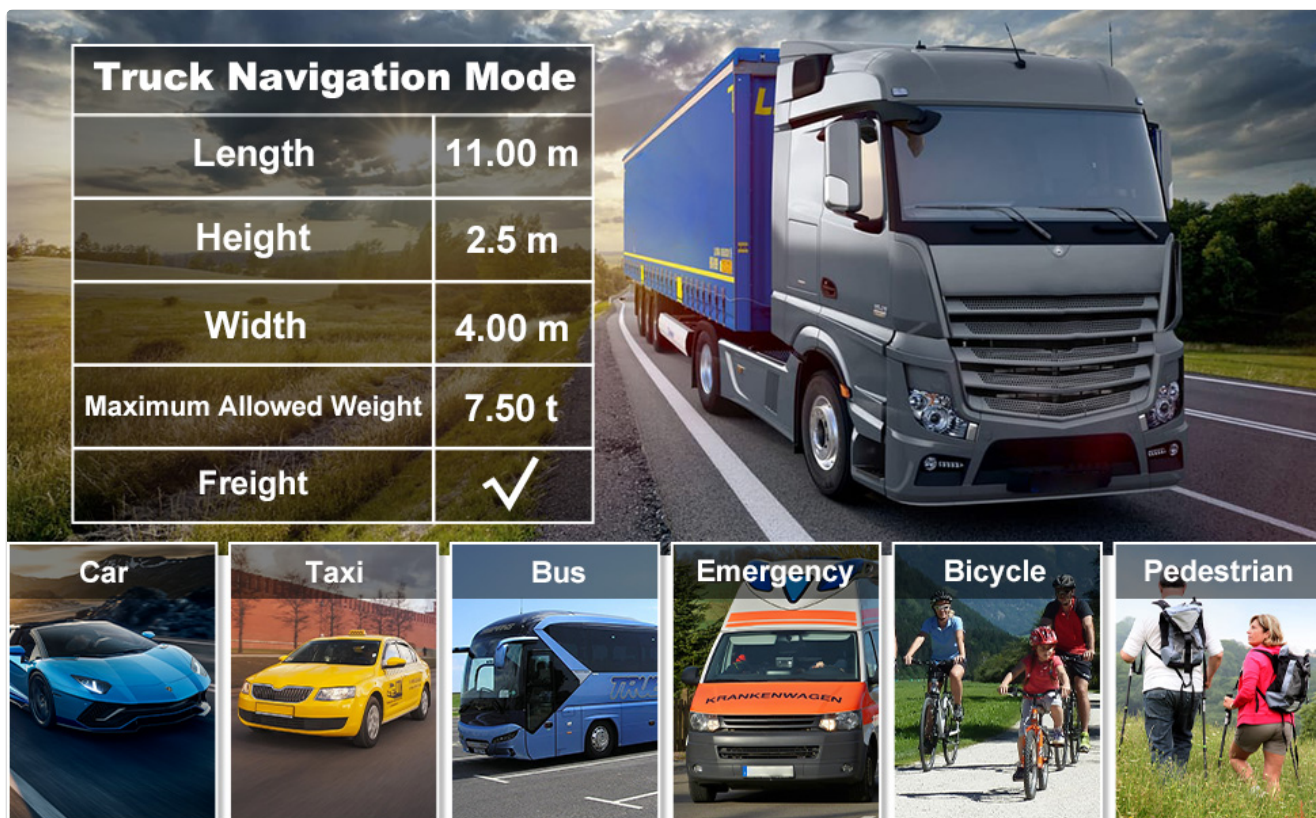 Truck Navigation Mode
Length 11.00 m
Height 2.5 m
Width 4.00 m
Maximum Allowed Weight 7.50 t
Freight √
Car
Taxi
Bus
Emergency
Bicycle
Pedestrian
KRANKENWAGEN